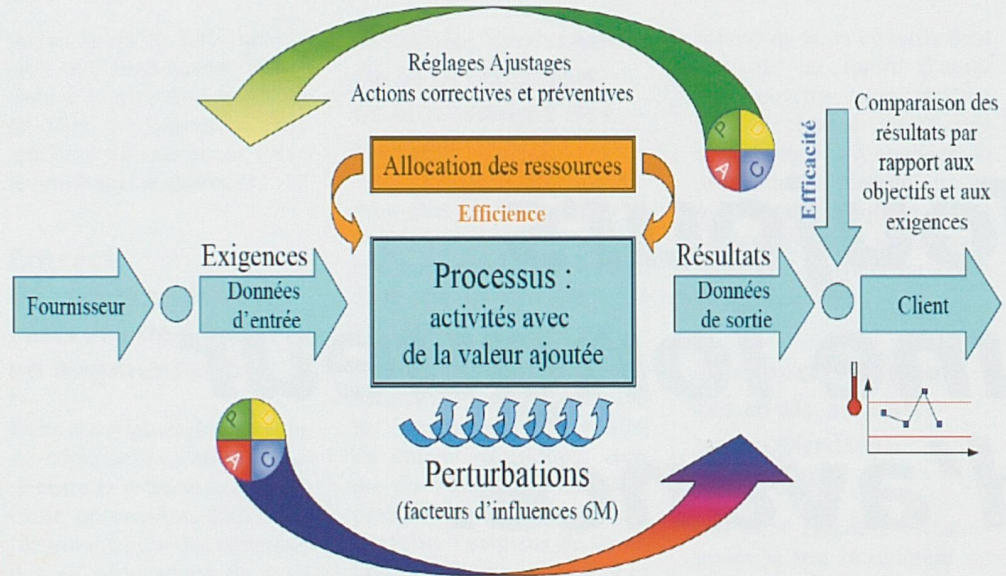 Réglages Ajustages
Actions correctives et préventives
P D
A C
Efficacité
Comparaison des
résultats par
rapport aux
objectifs et aux
exigences
Allocation des ressources
Efficience
Fournisseur
Exigences
Données
d’entrée
Processus :
activités avec
de la valeur ajoutée
Résultats
Données
de sortie
Client
P D
A C
Perturbations
(facteurs d’influences 6M)